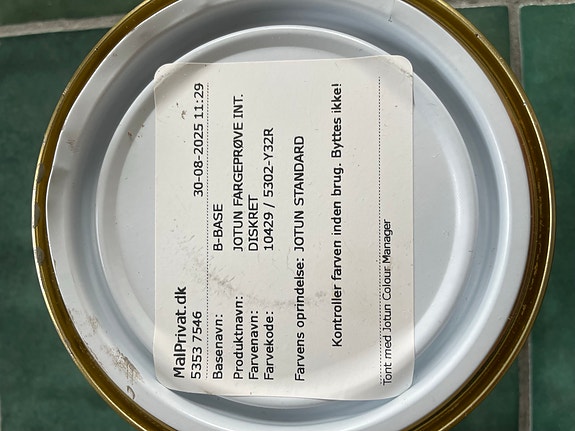 MalPrivat.dk
5353 7546 30-08-2025 11:29
Basenavn: B-BASE
Produktnavn: JOTUN FARGEPRØVE INT.
Farvenavn: DISKRET
Farvekode: 10429 / 5302-Y32R
Farvens oprindelse: JOTUN STANDARD
Kontroller farven inden brug. Byttes ikke!
Tont med Jotun Colour Manager